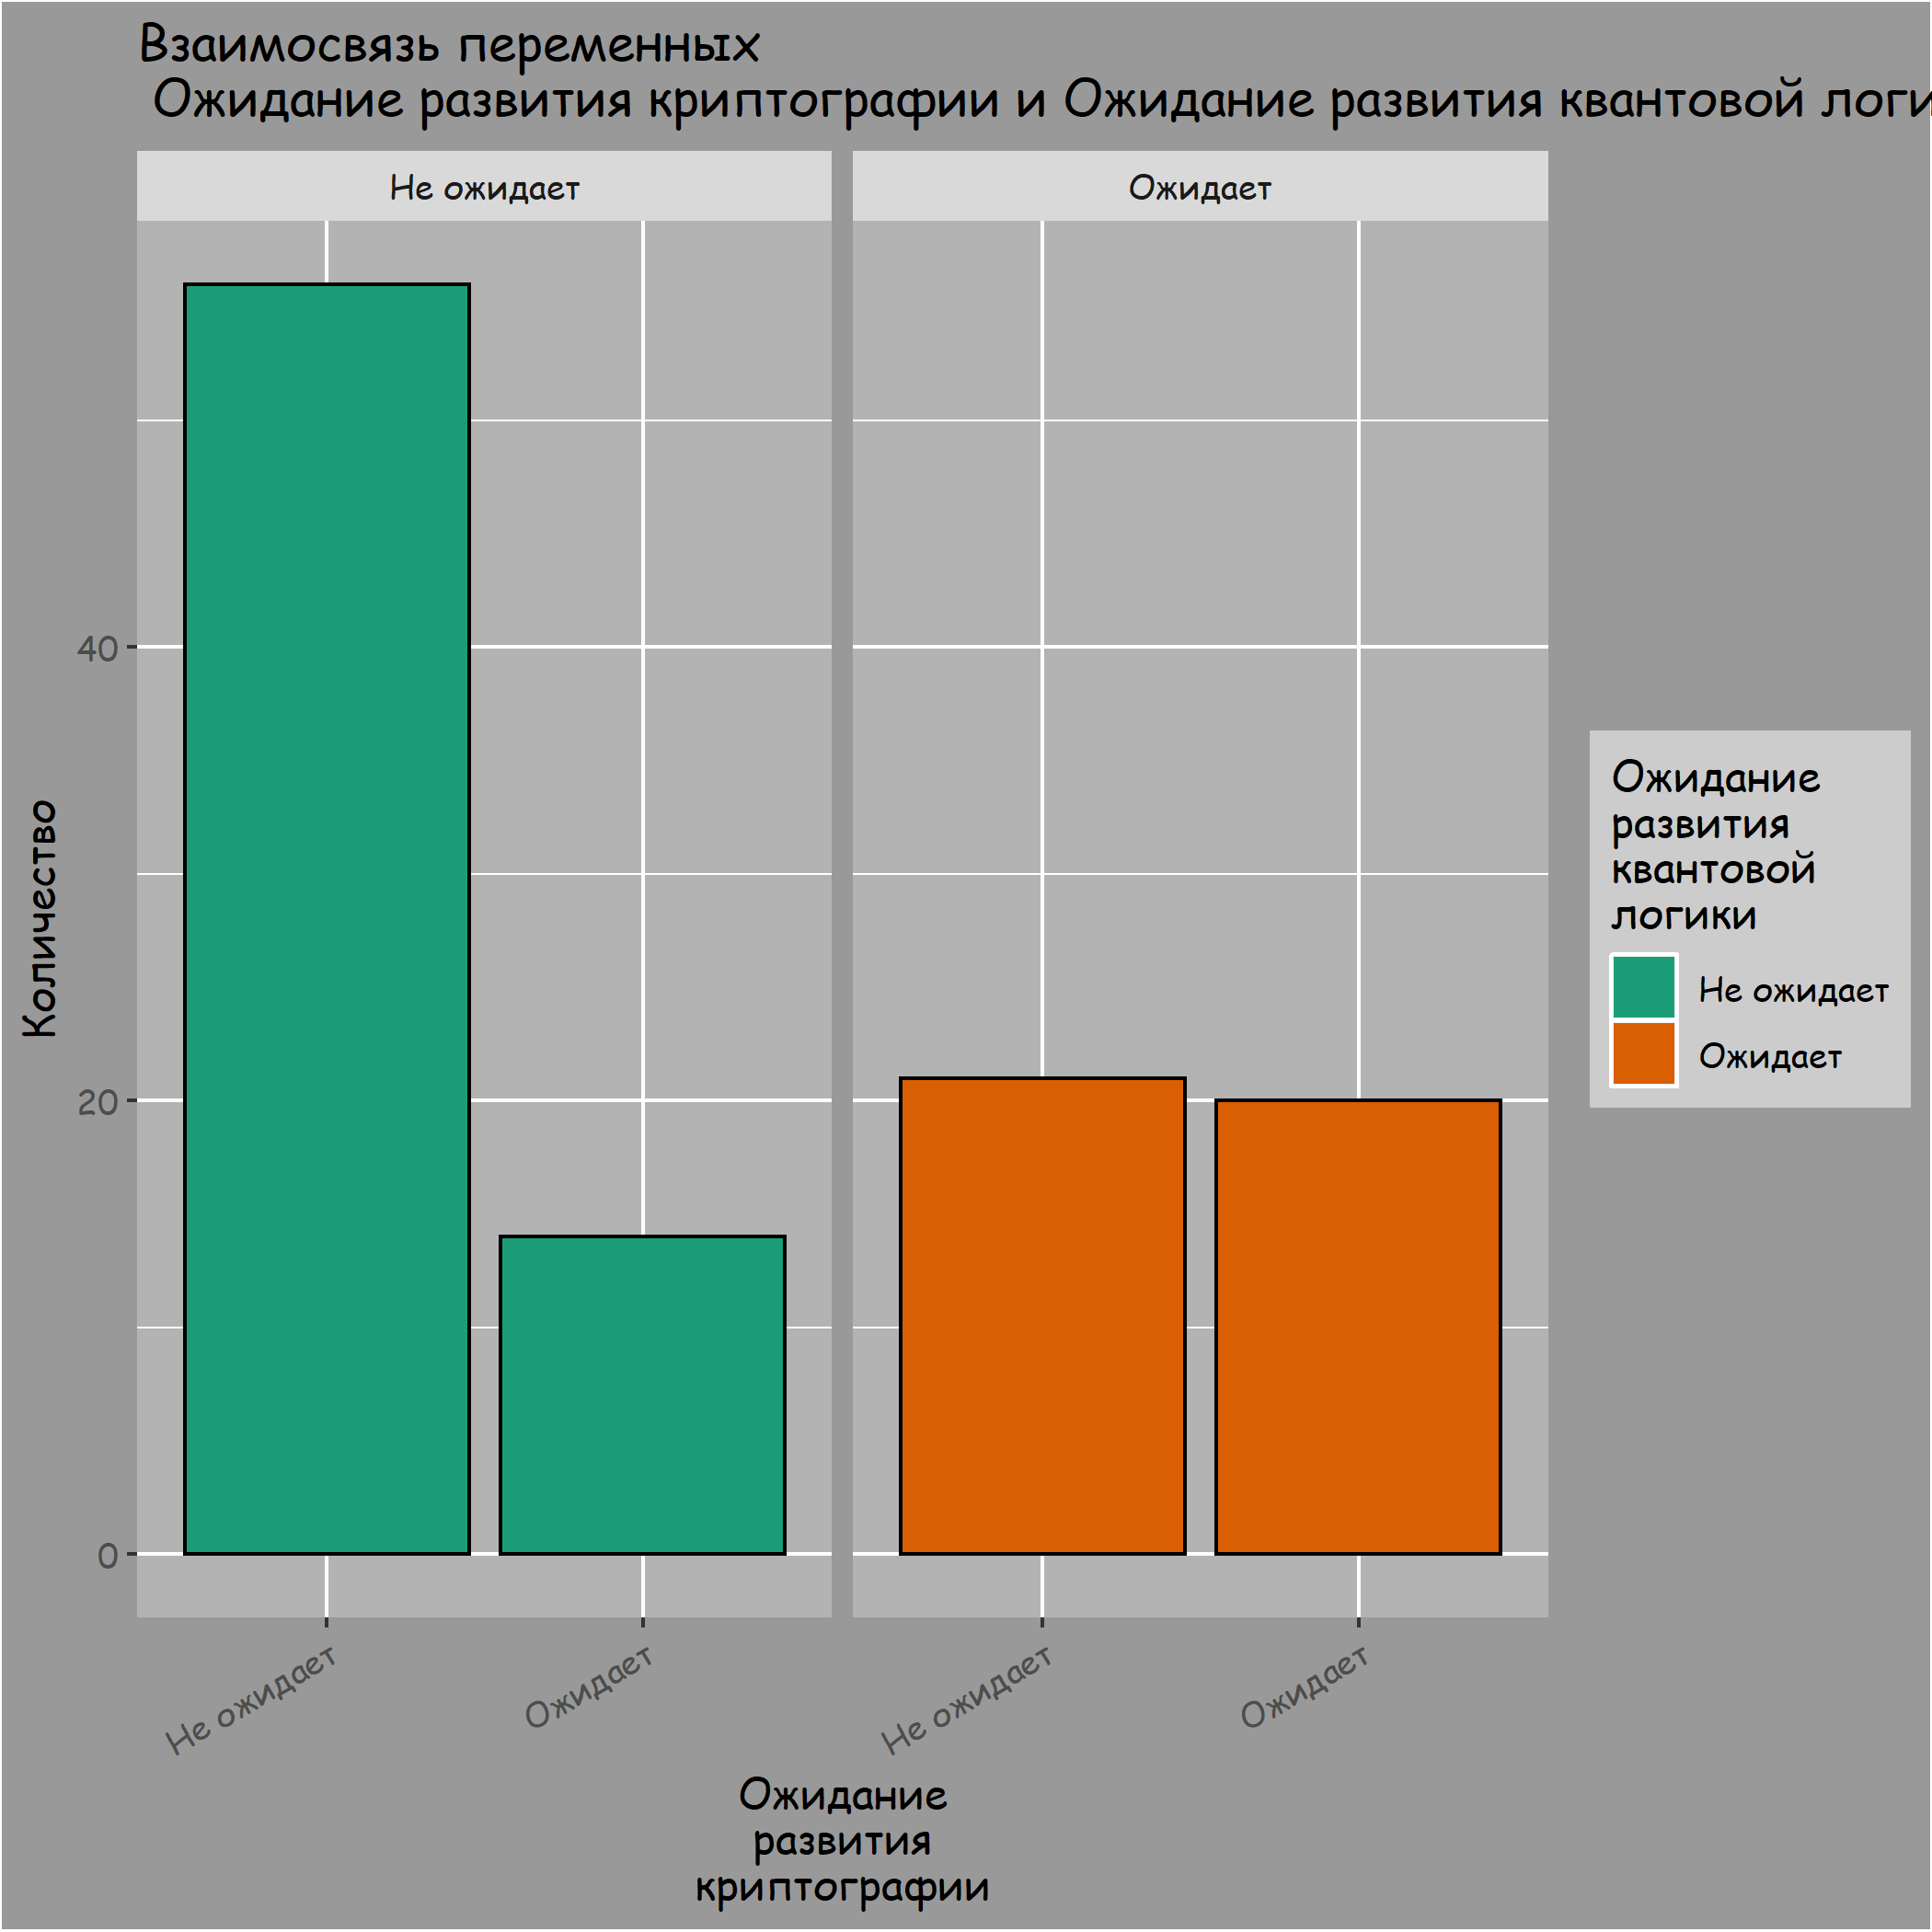 Взаимосвязь переменных
Ожидание развития криптографии и Ожидание развития квантовой логи
Не ожидает
Ожидает
Количество
40
20
0
Не ожидает
Ожидает
Не ожидает
Ожидает
Ожидание
развития
криптографии
Ожидание
развития
квантовой
логики
Не ожидает
Ожидает